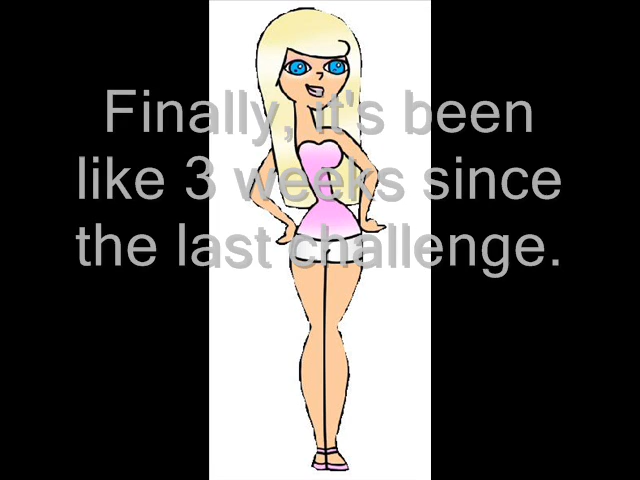 Finally, it's been
like 3 weeks since
the last challenge.